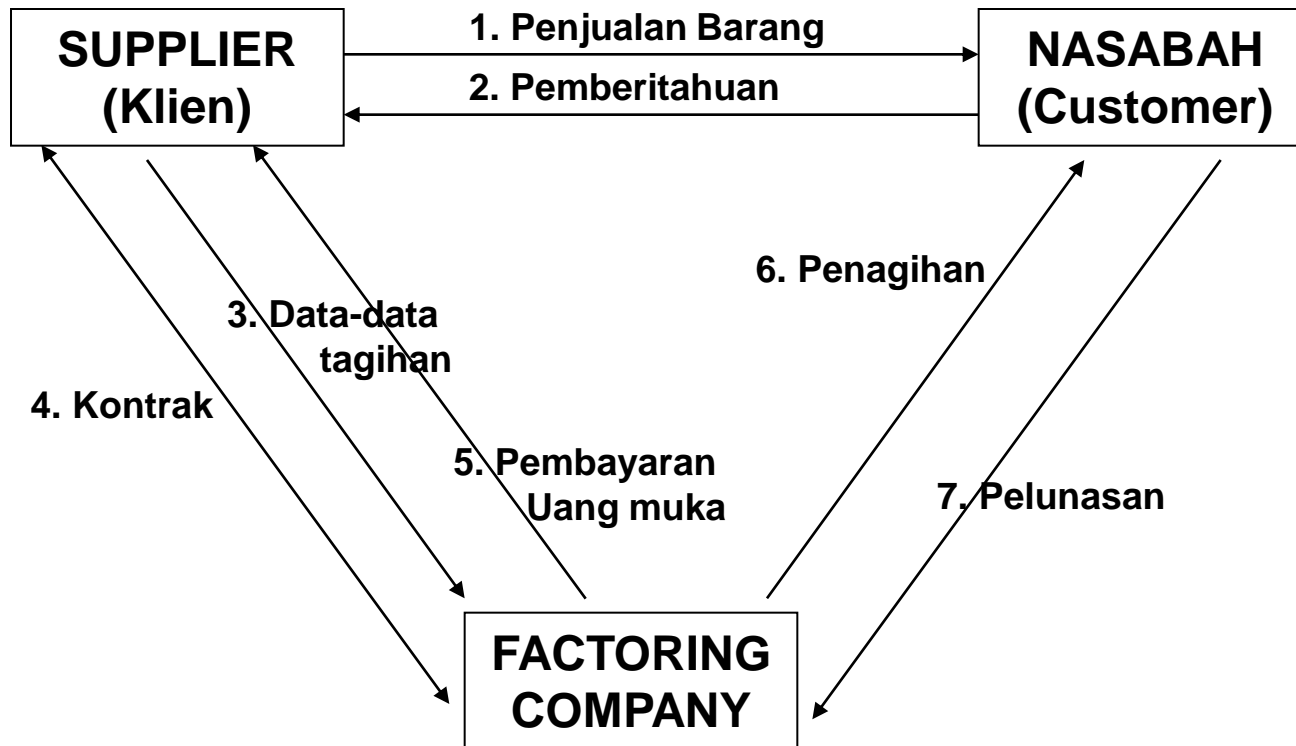 SUPPLIER
(Klien)
1. Penjualan Barang
2. Pemberitahuan
NASABAH
(Customer)
3. Data-data
tagihan
4. Kontrak
5. Pembayaran
Uang muka
6. Penagihan
7. Pelunasan
FACTORING
COMPANY